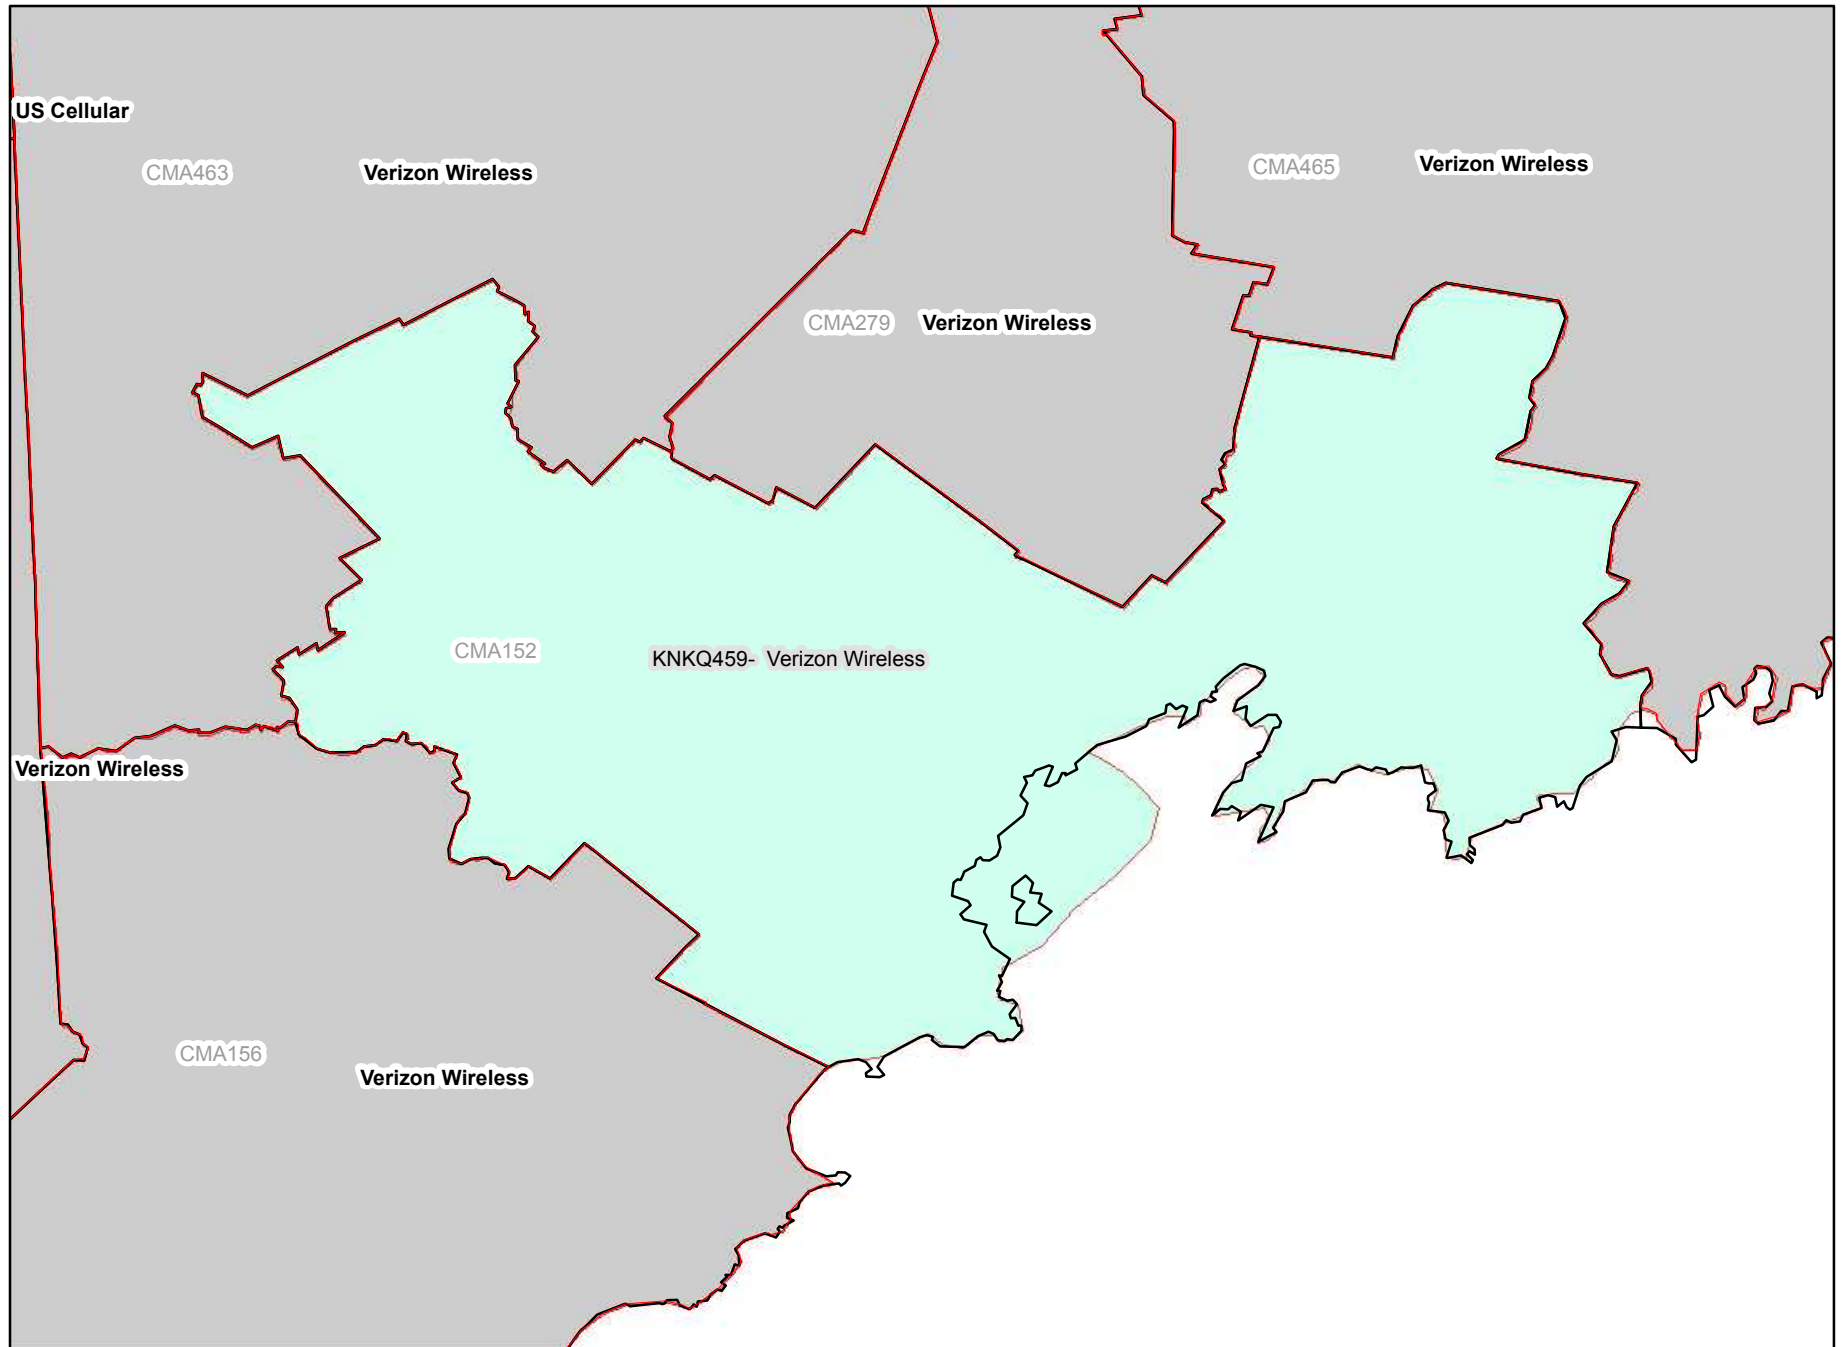 US Cellular
CMA463
Verizon Wireless
CMA465
Verizon Wireless
CMA279
Verizon Wireless
CMA152
KNKQ459- Verizon Wireless
Verizon Wireless
CMA156
Verizon Wireless